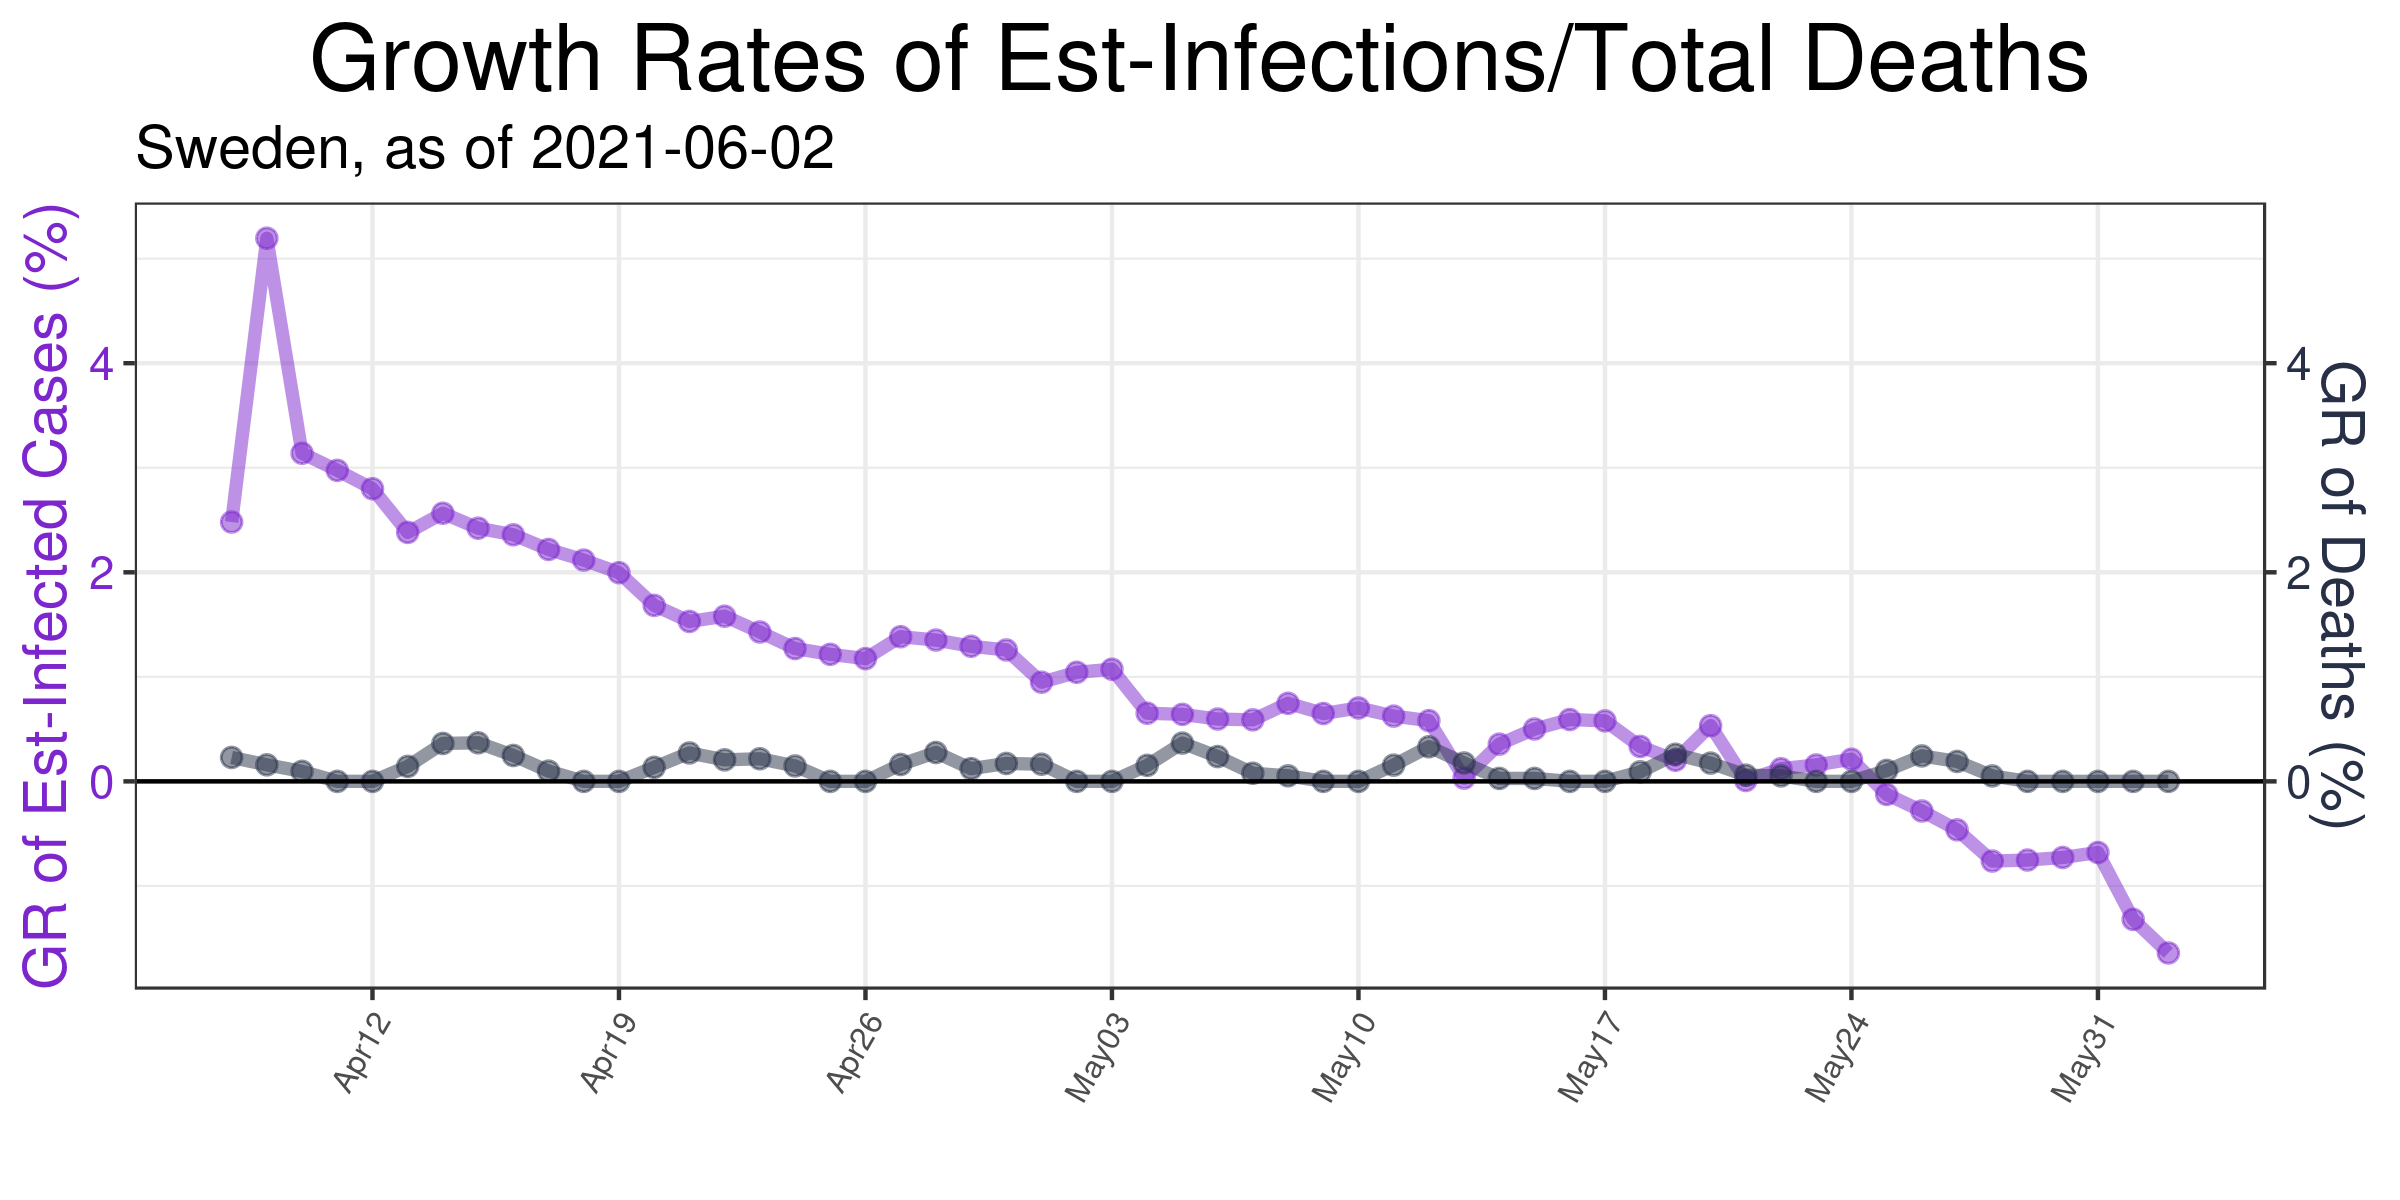 Growth Rates of Est-Infections/Total Deaths
Sweden, as of 2021-06-02
GR of Est-Infected Cases (%)
4
2
0
4
2
0
GR of Deaths (%)
Apr12
Apr19
Apr26
May03
May10
May17
May24
May31